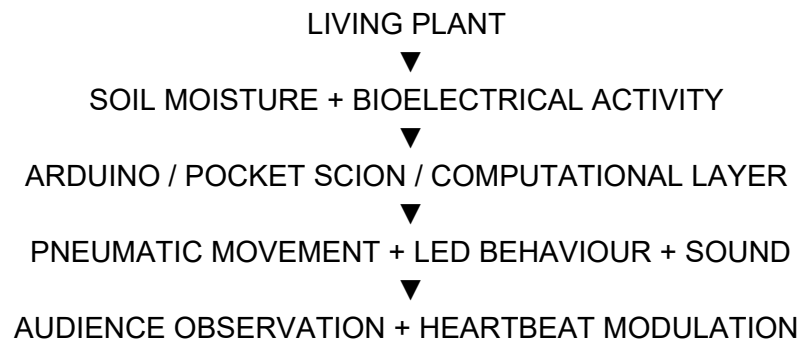 LIVING PLANT
▼
SOIL MOISTURE + BIOELECTRICAL ACTIVITY
▼
ARDUINO / POCKET SCION / COMPUTATIONAL LAYER
▼
PNEUMATIC MOVEMENT + LED BEHAVIOUR + SOUND
▼
AUDIENCE OBSERVATION + HEARTBEAT MODULATION